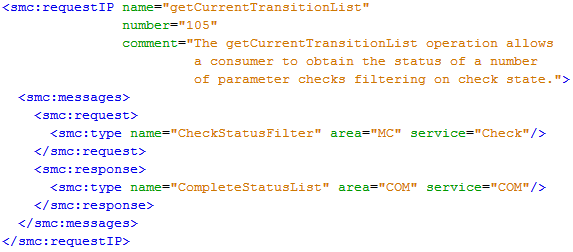 <smc:requestIP name="getCurrentTransitionList"
number="105"
comment="The getCurrentTransitionList operation allows
a consumer to obtain the status of a number
of parameter checks filtering on check state.">
<smc:messages>
<smc:request>
<smc:type name="CheckStatusFilter" area="MC" service="Check"/>
</smc:request>
<smc:response>
<smc:type name="CompleteStatusList" area="COM" service="COM"/>
</smc:response>
</smc:messages>
</smc:requestIP>